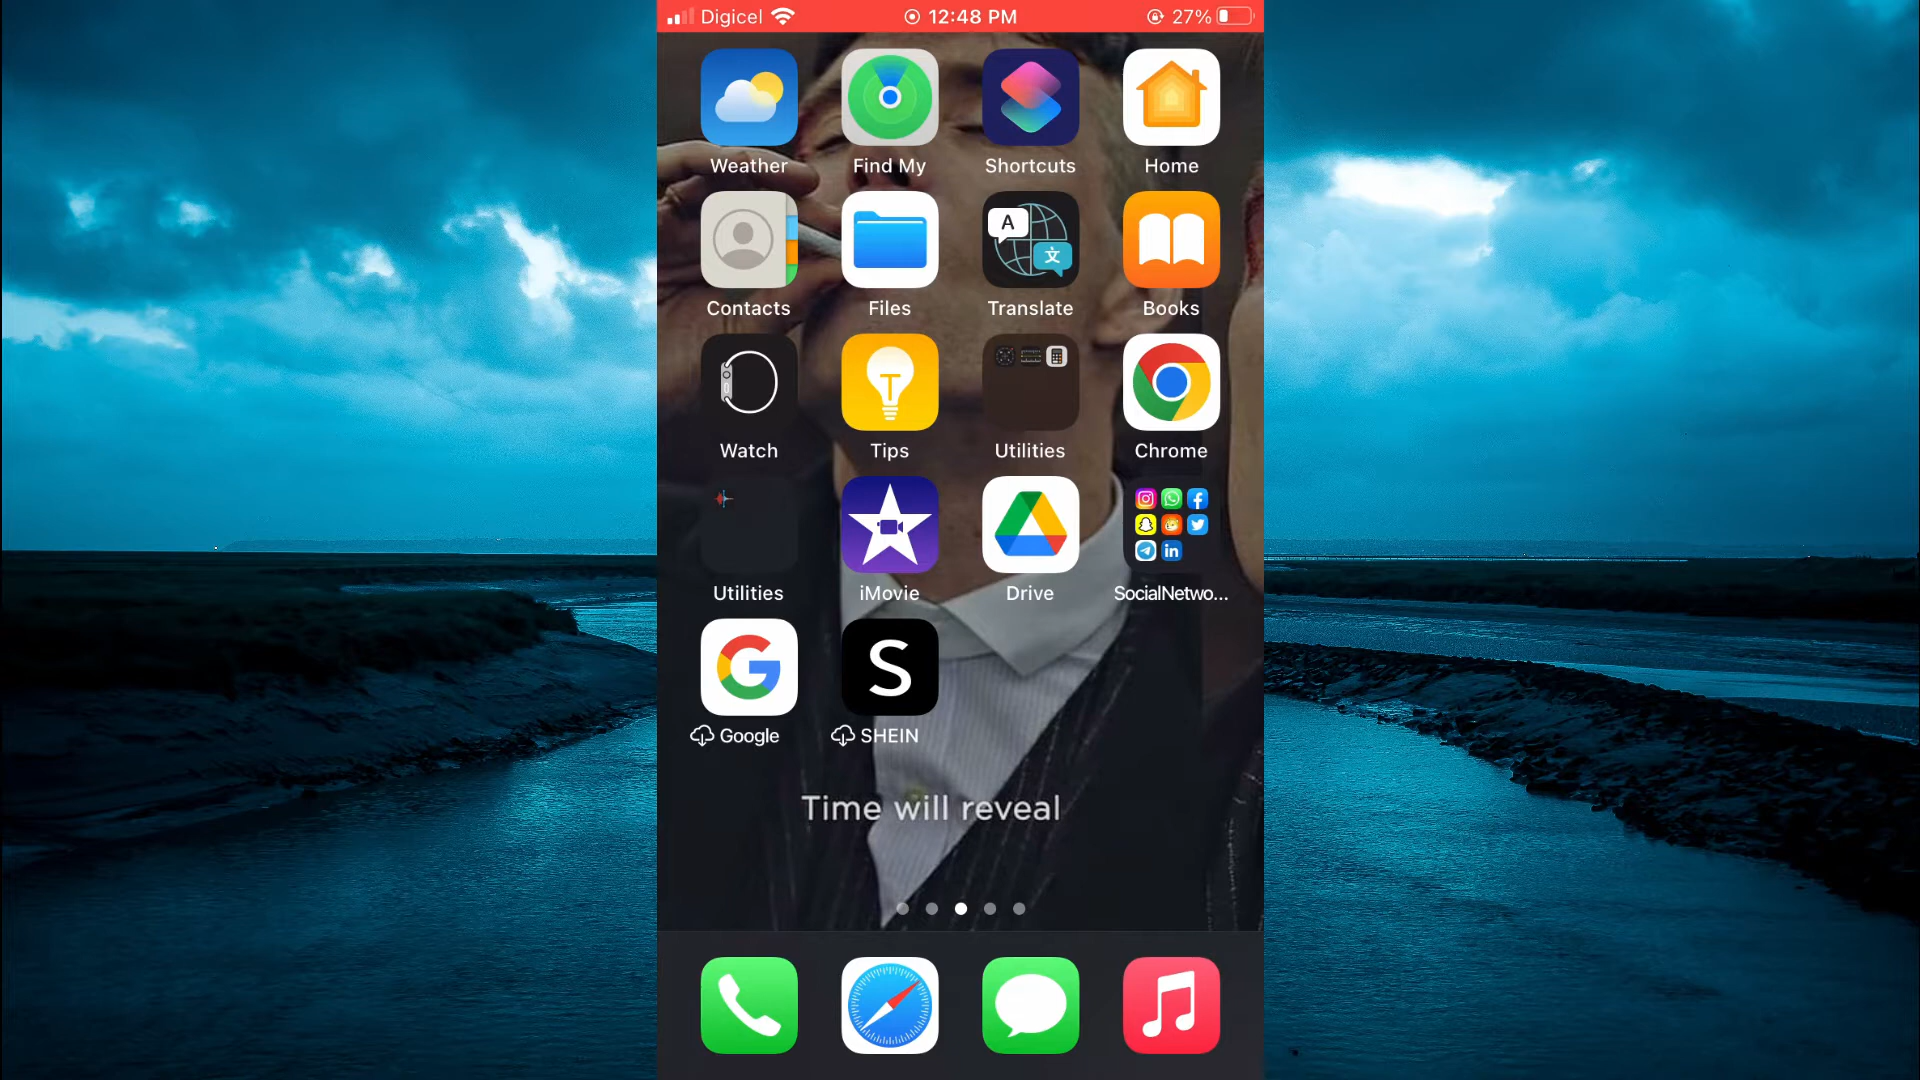 Digicel 12:48 PM 27%
Weather Find My Shortcuts Home
A 文
Contacts Files Translate Books
Watch Tips Utilities Chrome
Utilities iMovie Drive SocialNetwo...
S
Google SHEIN
Time will reveal